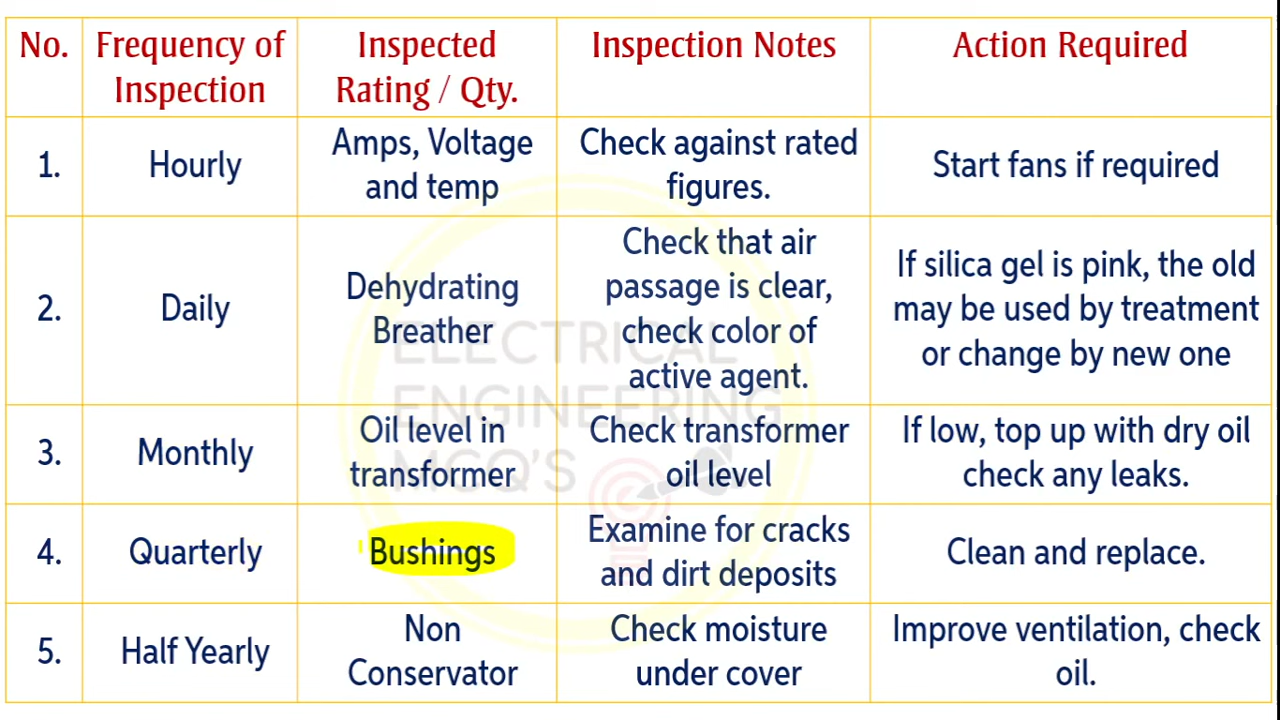 No.
Frequency of
Inspection
Inspected
Rating / Qty.
Inspection Notes
Action Required
1.
Hourly
Amps, Voltage
and temp
Check against rated
figures.
Start fans if required
2.
Daily
Dehydrating
Breather
Check that air
passage is clear,
check color of
active agent.
If silica gel is pink, the old
may be used by treatment
or change by new one
3.
Monthly
Oil level in
transformer
Check transformer
oil level
If low, top up with dry oil
check any leaks.
4.
Quarterly
Bushings
Examine for cracks
and dirt deposits
Clean and replace.
5.
Half Yearly
Non
Conservator
Check moisture
under cover
Improve ventilation, check
oil.
ELECTRICAL
ENGINEERING
MCQ'S